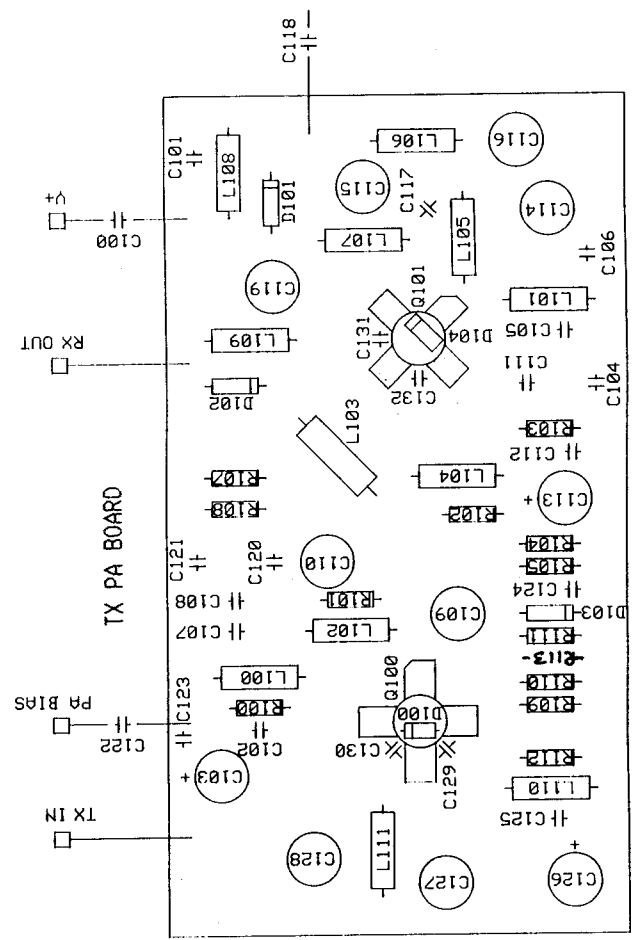 C118
C101
L108
L106
C116
V+
C100
D101
C115
C117
L105
C114
L107
C106
C119
Q101
L101
RX OUT
L109
C131
D104
C105
C111
D102
C132
C104
L103
R103
C112
R107
L104
C113 +
R108
R102
TX PA BOARD
C121
C120
C110
R104
R105
C108
R101
C124
C107
L102
C109
D103
R111
-R113-
L100
Q100
R110
PA BIAS
C123
R100
D100
R109
C122
C102
C130
C129
R112
+
C103
L110
TX IN
C125
C128
L111
C127
+
C126